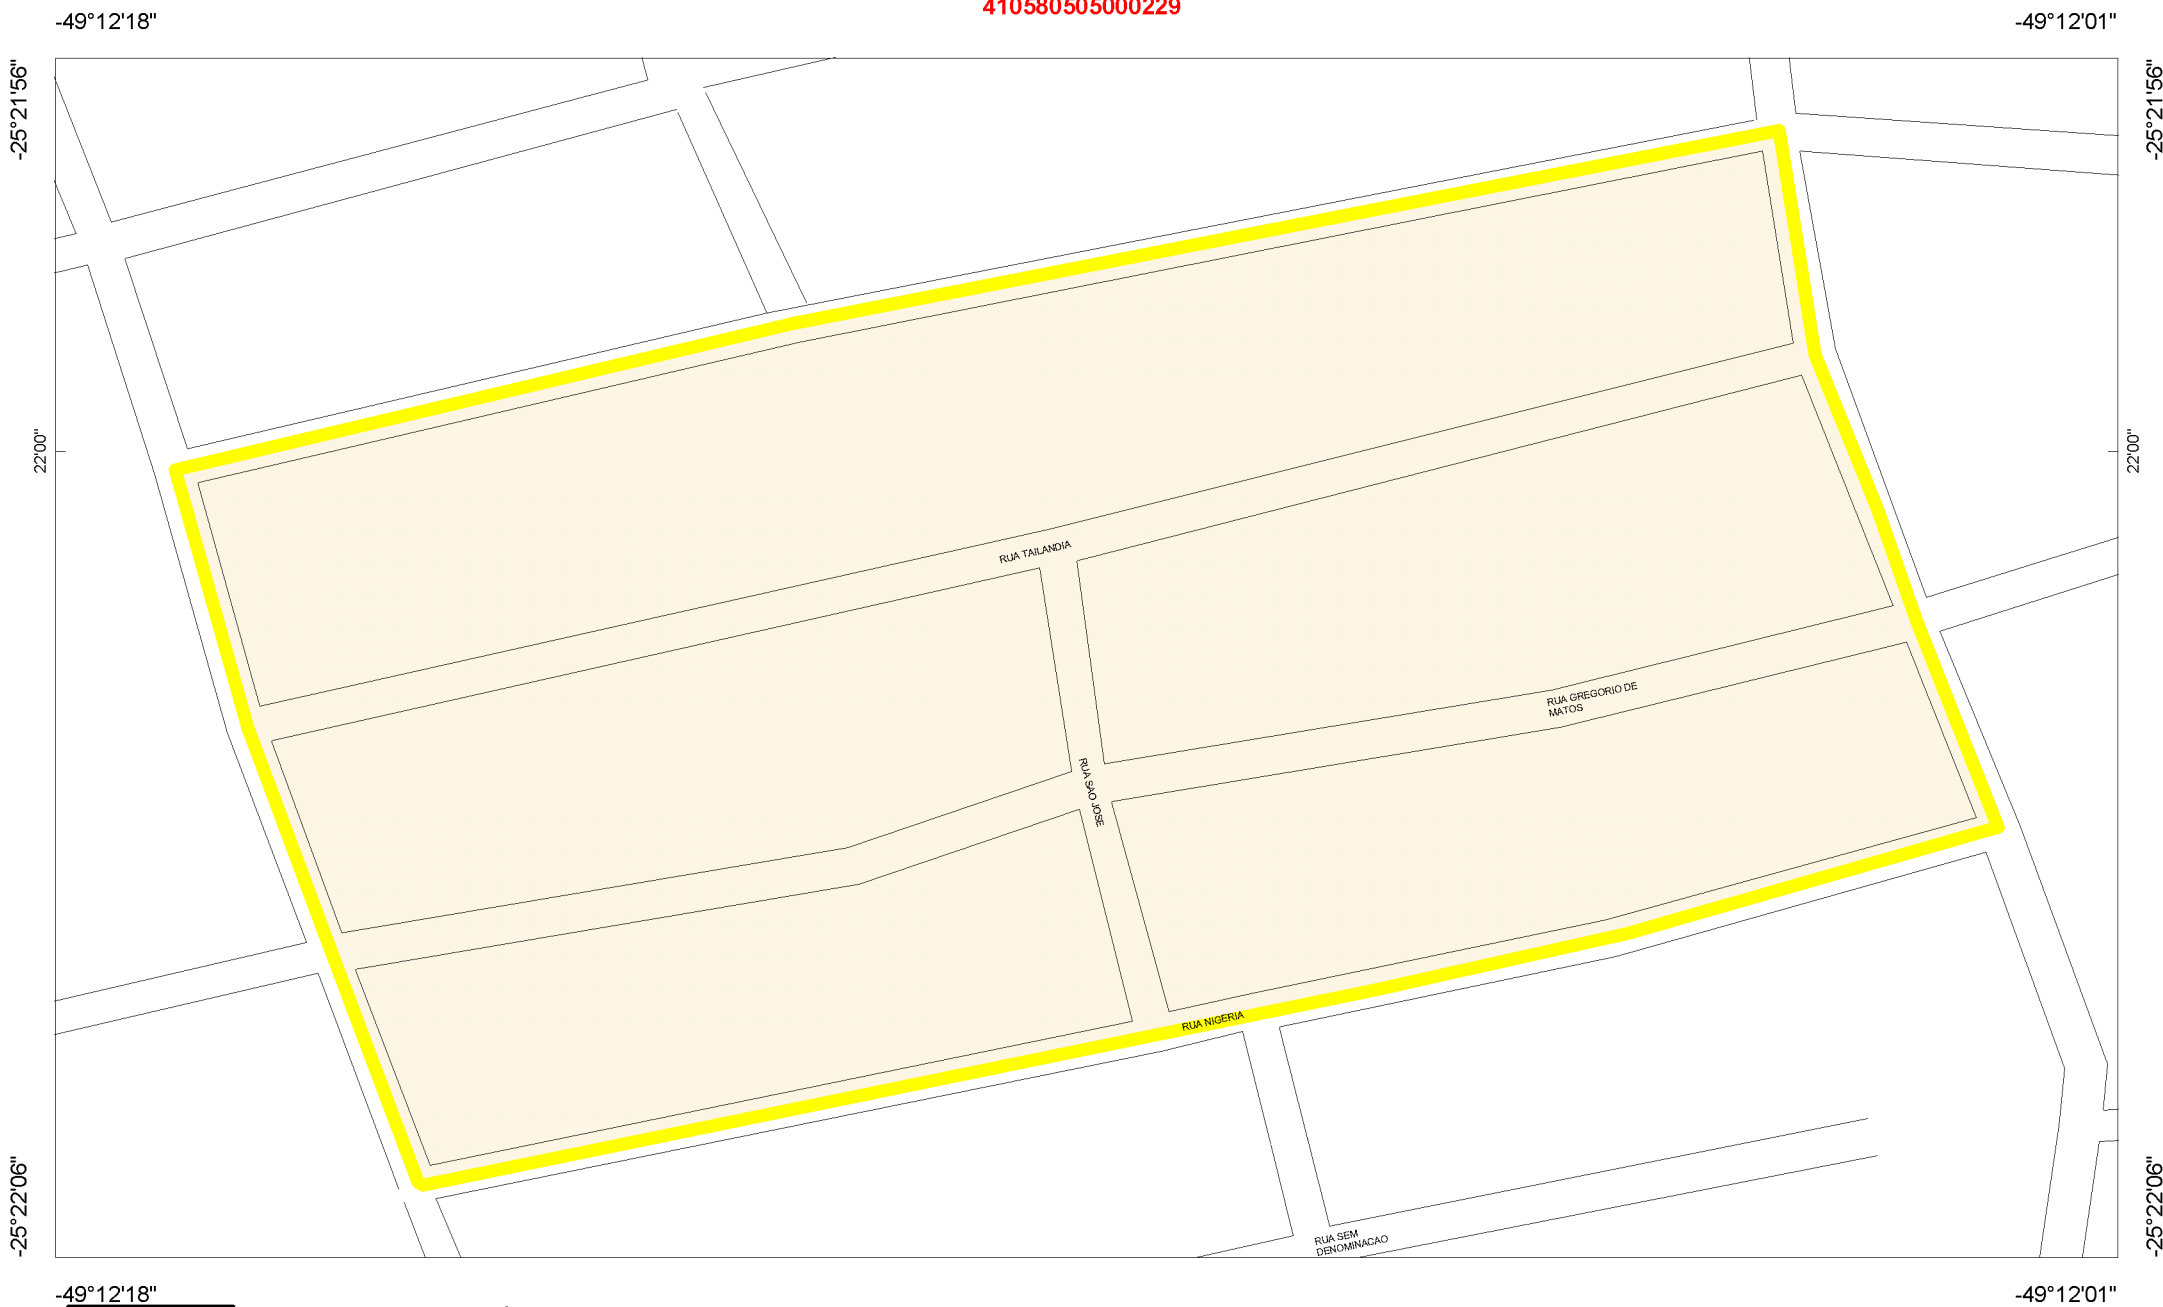 410580505000229
-49°12'18"
-49°12'01"
-25°21'56"
-25°21'56"
22'00"
22'00"
RUA TAILANDIA
RUA GREGORIO DE
MATOS
RUA SAO JOSE
RUA NIGERIA
RUA SEM
DENOMINACAO
-25°22'06"
-25°22'06"
-49°12'18"
-49°12'01"